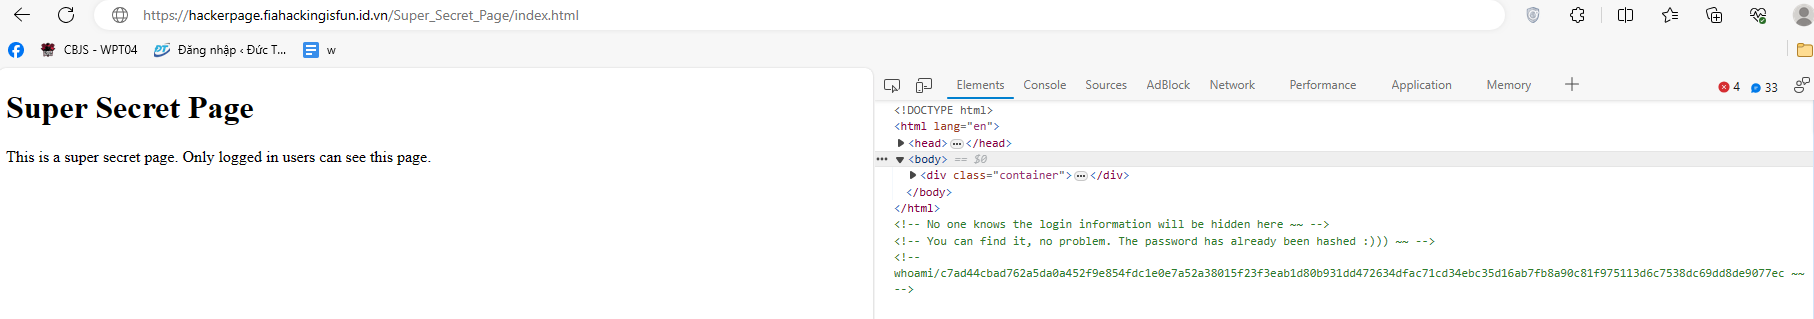 https://hackerpage.fiahackingisfun.id.vn/Super_Secret_Page/index.html
CBJS - WPT04 Đăng nhập ‹ Đức T... w
Elements Console Sources AdBlock Network Performance Application Memory 4 33
Super Secret Page
This is a super secret page. Only logged in users can see this page.
<!DOCTYPE html>
<html lang="en">
<head> ... </head>
<body> == $0
<div class="container"> ... </div>
</body>
</html>
<!-- No one knows the login information will be hidden here ~~ -->
<!-- You can find it, no problem. The password has already been hashed :))) ~~ -->
<!--
whoami/c7ad44cbad762a5da0a452f9e854fdc1e0e7a52a38015f23f3eab1d80b931dd472634dfac71cd34ebc35d16ab7fb8a90c81f975113d6c7538dc69dd8de9077ec ~~
-->